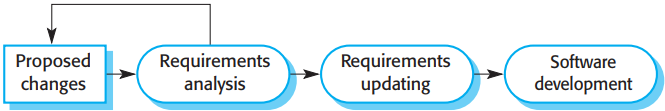 Proposed
changes
Requirements
analysis
Requirements
updating
Software
development